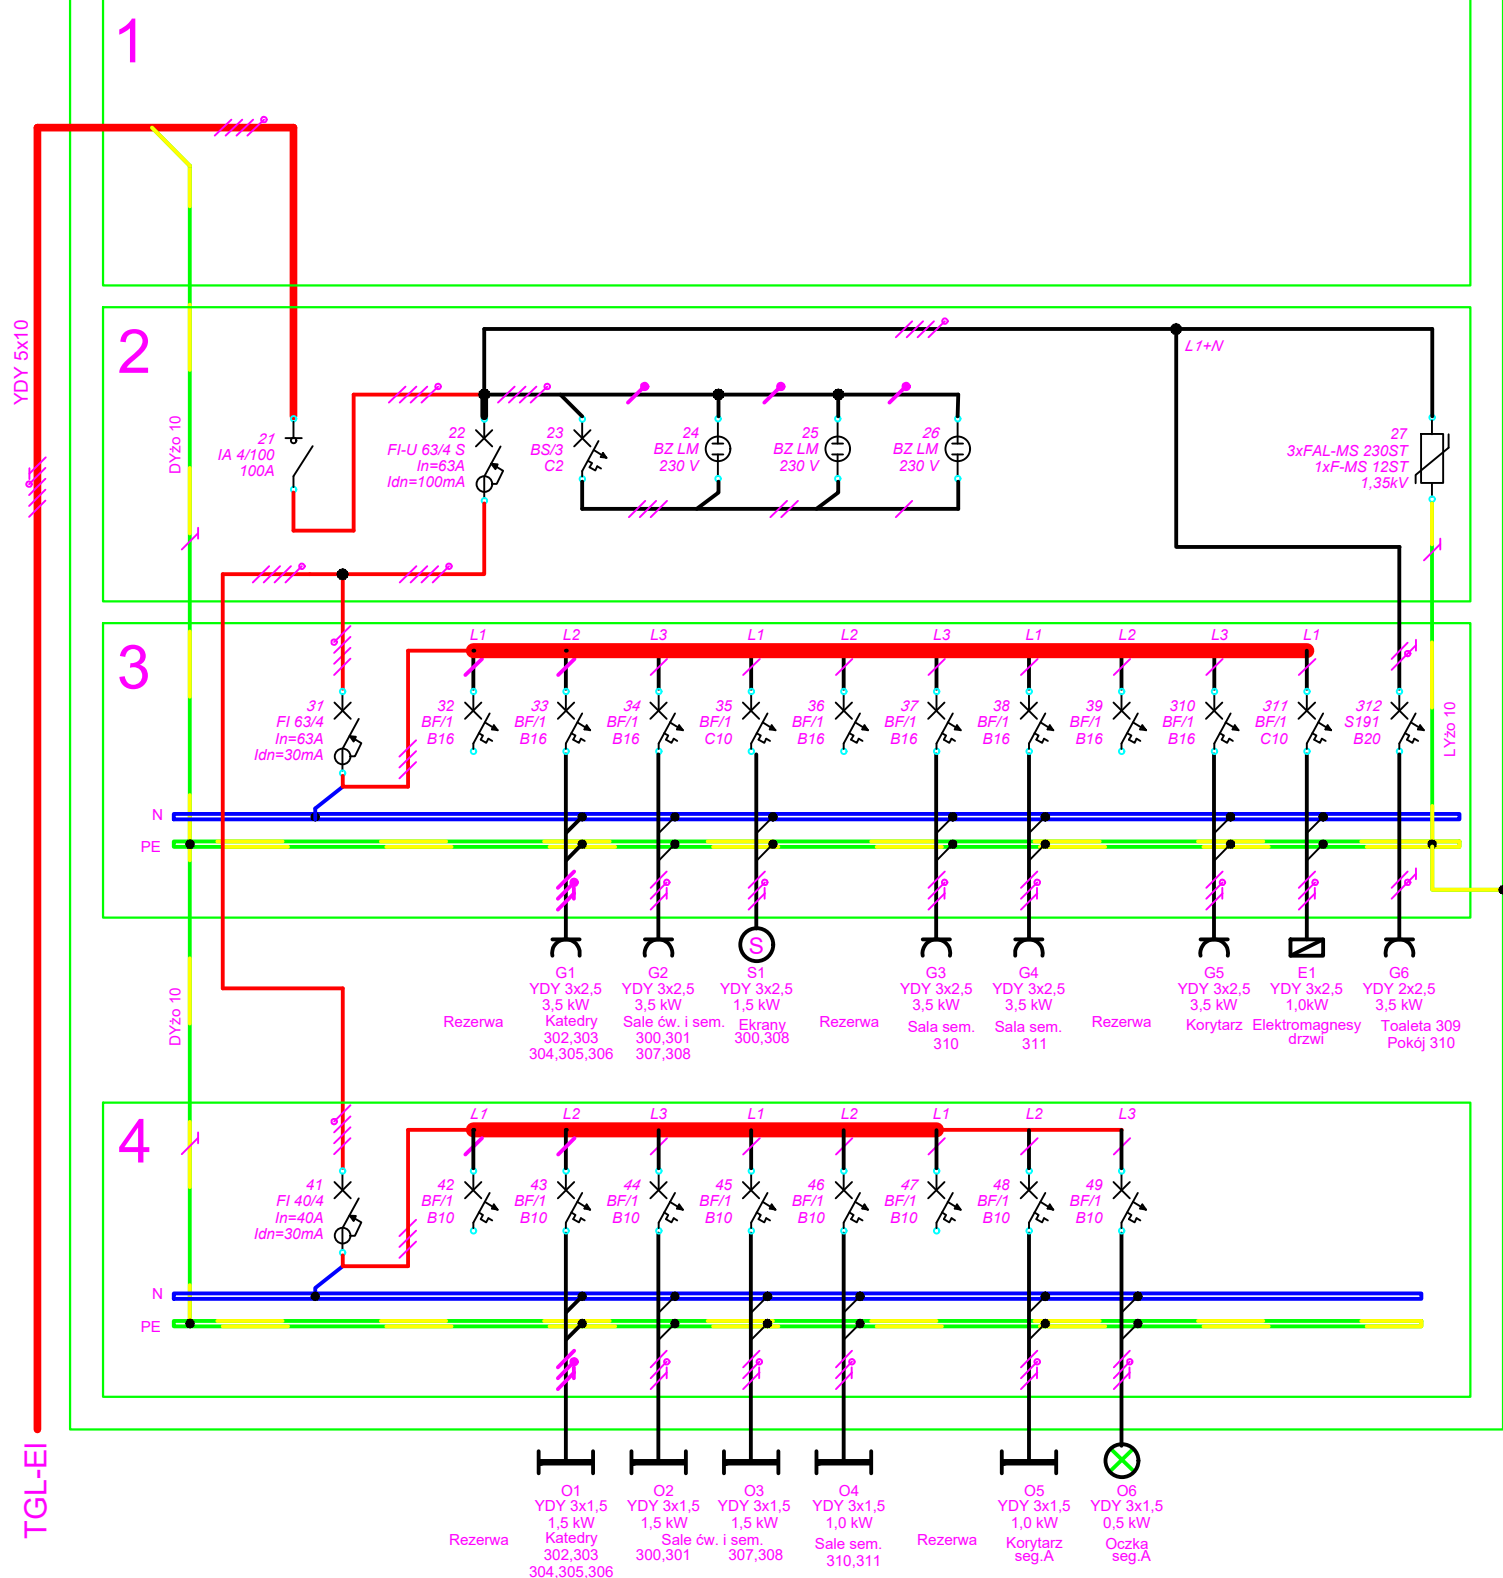 1
YDY 5x10
TGL-EI
DYżo 10
2
21
IA 4/100
100A
22
FI-U 63/4 S
In=63A
Idn=100mA
23
BS/3
C2
24
BZ LM
230 V
25
BZ LM
230 V
26
BZ LM
230 V
L1+N
27
3xFAL-MS 230ST
1xF-MS 12ST
1,35kV
3
L1
L2
L3
L1
L2
L3
L1
L2
L3
L1
31
FI 63/4
In=63A
Idn=30mA
32
BF/1
B16
33
BF/1
B16
34
BF/1
B16
35
BF/1
C10
36
BF/1
B16
37
BF/1
B16
38
BF/1
B16
39
BF/1
B16
310
BF/1
B16
311
BF/1
C10
312
S191
B20
LYżo 10
N
PE
DYżo 10
Rezerwa
G1
YDY 3x2,5
3,5 kW
Katedry
302,303
304,305,306
G2
YDY 3x2,5
3,5 kW
Sale ćw. i sem.
300,301
307,308
S
S1
YDY 3x2,5
1,5 kW
Ekrany
300,308
Rezerwa
G3
YDY 3x2,5
3,5 kW
Sala sem.
310
G4
YDY 3x2,5
3,5 kW
Sala sem.
311
Rezerwa
G5
YDY 3x2,5
3,5 kW
Korytarz
E1
YDY 3x2,5
1,0kW
Elektromagnesy
drzwi
G6
YDY 2x2,5
3,5 kW
Toaleta 309
Pokój 310
4
L1
L2
L3
L1
L2
L1
L2
L3
41
FI 40/4
In=40A
Idn=30mA
42
BF/1
B10
43
BF/1
B10
44
BF/1
B10
45
BF/1
B10
46
BF/1
B10
47
BF/1
B10
48
BF/1
B10
49
BF/1
B10
N
PE
Rezerwa
O1
YDY 3x1,5
1,5 kW
Katedry
302,303
304,305,306
O2
YDY 3x1,5
1,5 kW
O3
YDY 3x1,5
1,5 kW
Sale ćw. i sem.
300,301
307,308
O4
YDY 3x1,5
1,0 kW
Sale sem.
310,311
Rezerwa
O5
YDY 3x1,5
1,0 kW
Korytarz
seg.A
O6
YDY 3x1,5
0,5 kW
Oczka
seg.A